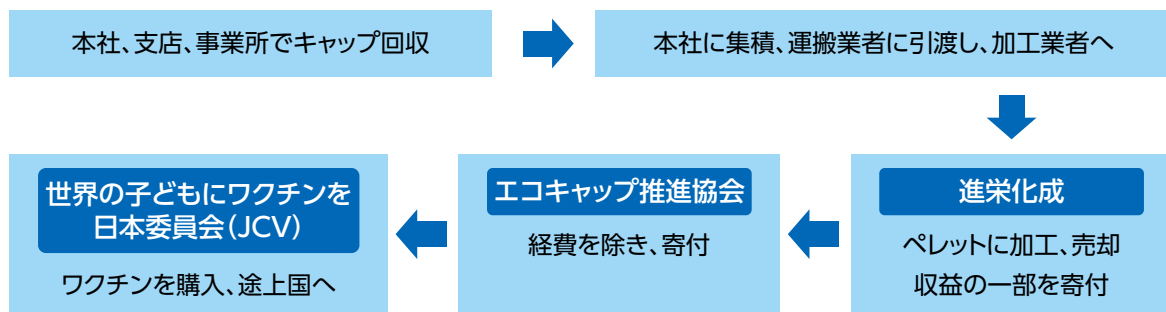 本社、支店、事業所でキャップ回収
本社に集積、運搬業者に引渡し、加工業者へ
進栄化成
ペレットに加工、売却
収益の一部を寄付
エコキャップ推進協会
経費を除き、寄付
世界の子どもにワクチンを
日本委員会(JCV)
ワクチンを購入、途上国へ